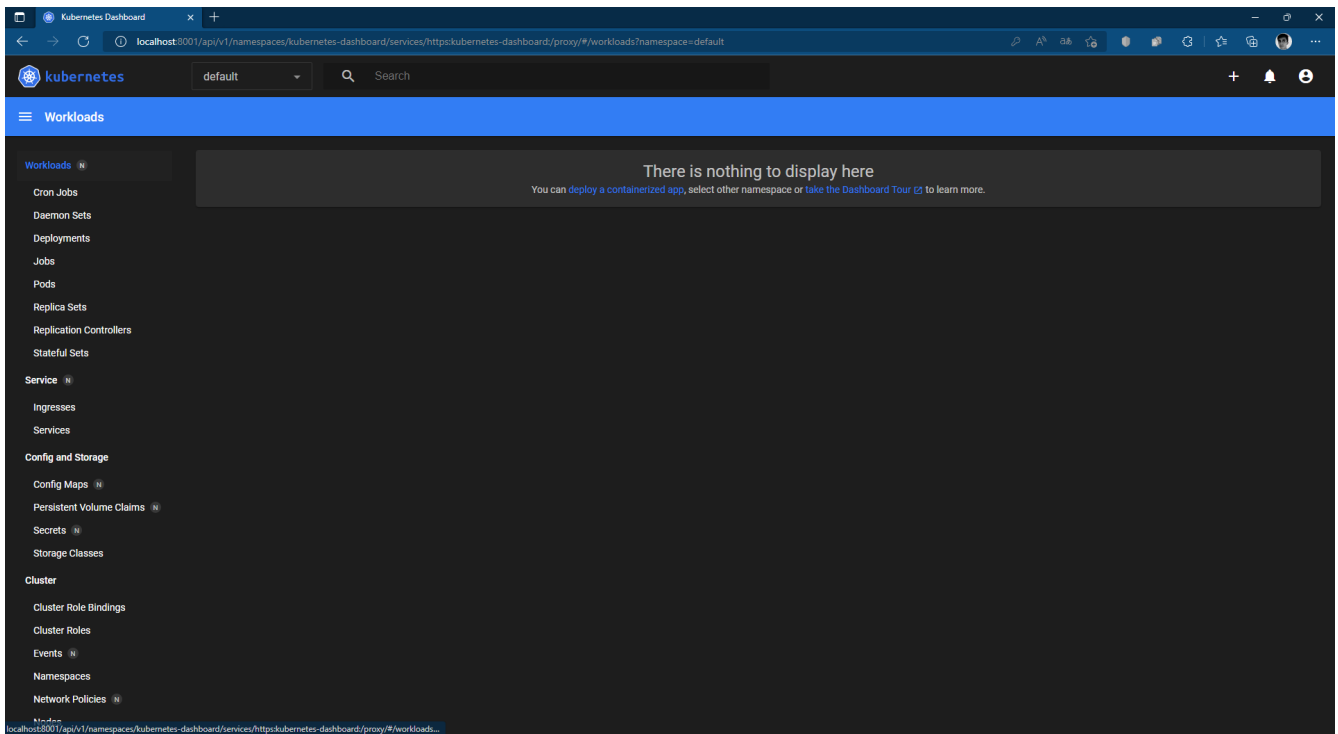 Kubernetes Dashboard
localhost:8001/api/v1/namespaces/kubernetes-dashboard/services/https:kubernetes-dashboard:/proxy/#/workloads?namespace=default
kubernetes
default
Search
Workloads
Workloads N
Cron Jobs
Daemon Sets
Deployments
Jobs
Pods
Replica Sets
Replication Controllers
Stateful Sets
Service N
Ingresses
Services
Config and Storage
Config Maps N
Persistent Volume Claims N
Secrets N
Storage Classes
Cluster
Cluster Role Bindings
Cluster Roles
Events N
Namespaces
Network Policies N
Nodes
There is nothing to display here
You can deploy a containerized app, select other namespace or take the Dashboard Tour to learn more.
localhost:8001/api/v1/namespaces/kubernetes-dashboard/services/https:kubernetes-dashboard:/proxy/#/workloads...